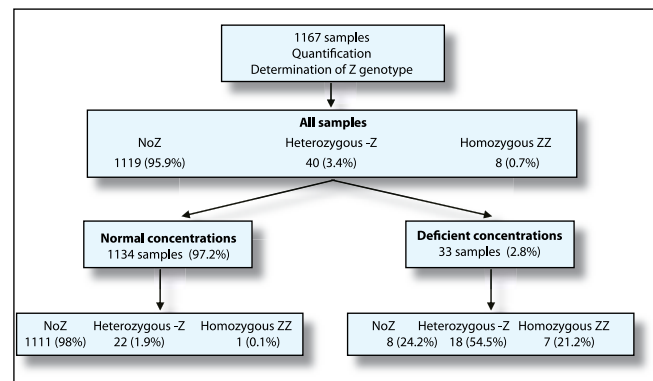 1167 samples
Quantification
Determination of Z genotype
All samples
NoZ Heterozygous -Z Homozygous ZZ
1119 (95.9%) 40 (3.4%) 8 (0.7%)
Normal concentrations
1134 samples (97.2%)
Deficient concentrations
33 samples (2.8%)
NoZ Heterozygous -Z Homozygous ZZ
1111 (98%) 22 (1.9%) 1 (0.1%)
NoZ Heterozygous -Z Homozygous ZZ
8 (24.2%) 18 (54.5%) 7 (21.2%)